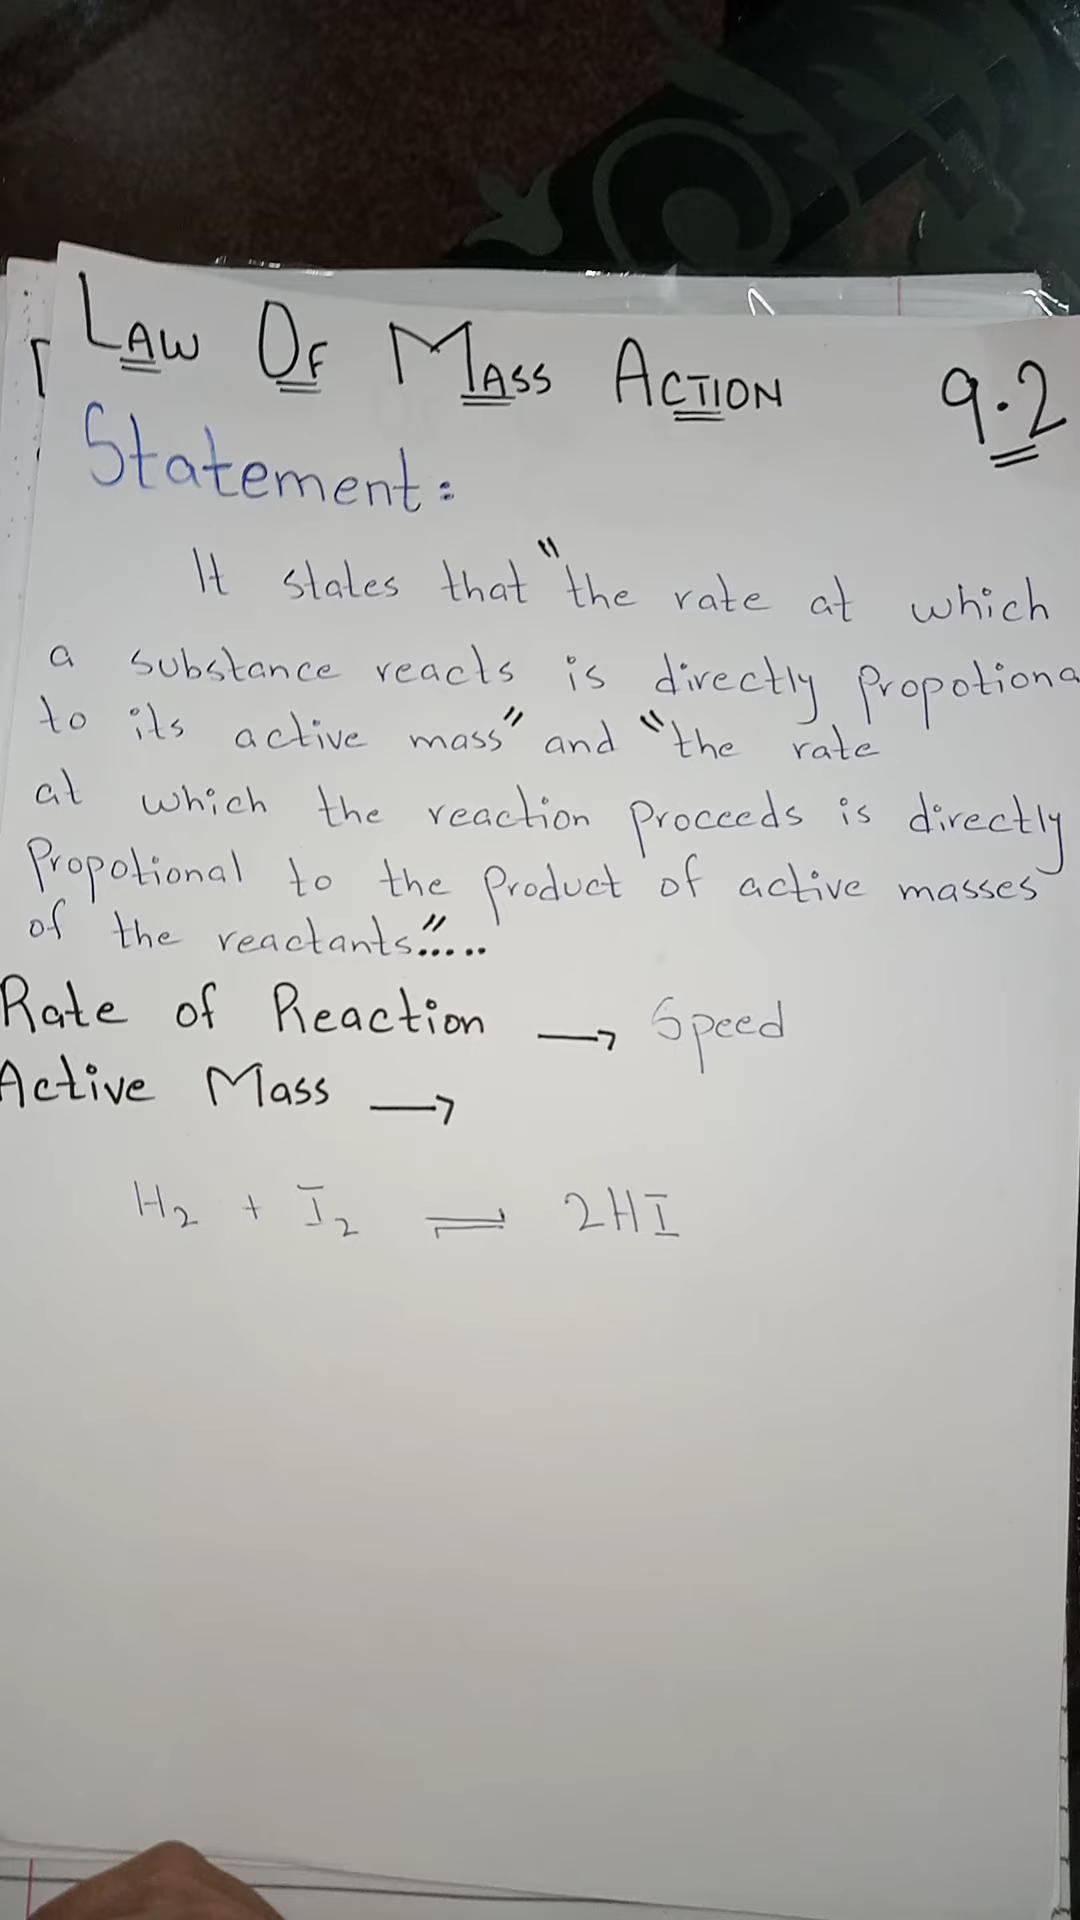 LAW OF MASS ACTION 9.2
Statement:
It states that "the rate at which
a substance reacts is directly Propotiona
to its active mass" and "the rate
at which the reaction proceeds is directly
Propotional to the Product of active masses
of the reactants".....
Rate of Reaction → Speed
Active Mass →
H₂ + I₂ ⇌ 2HI